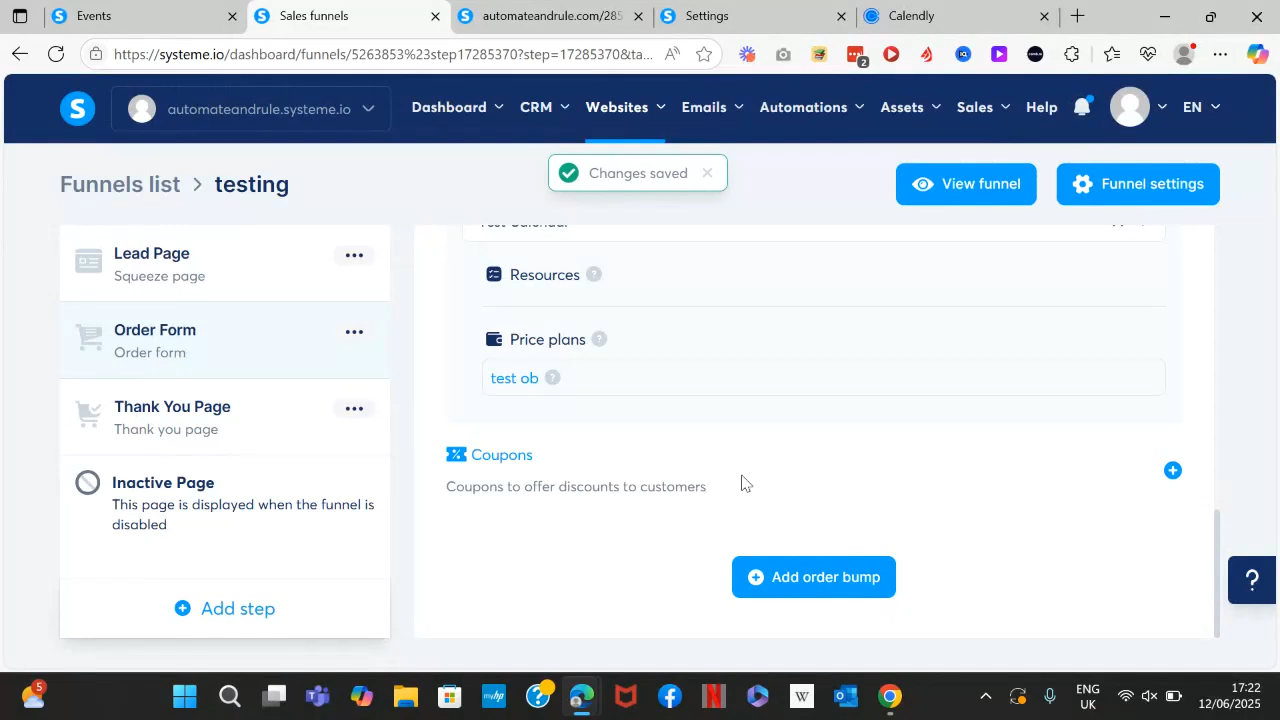 Events
Sales funnels
automateandrule.com/285
Settings
Calendly
https://systeme.io/dashboard/funnels/5263853%23step17285370?step=17285370&ta...
2
S
automateandrule.systeme.io
Dashboard
CRM
Websites
Emails
Automations
Assets
Sales
Help
EN
Funnels list > testing
Changes saved
View funnel
Funnel settings
Lead Page
Squeeze page
Order Form
Order form
Thank You Page
Thank you page
Inactive Page
This page is displayed when the funnel is
disabled
Add step
Resources
Price plans
test ob
Coupons
Coupons to offer discounts to customers
Add order bump
?
5
myhp
W
ENG
UK
17:22
12/06/2025